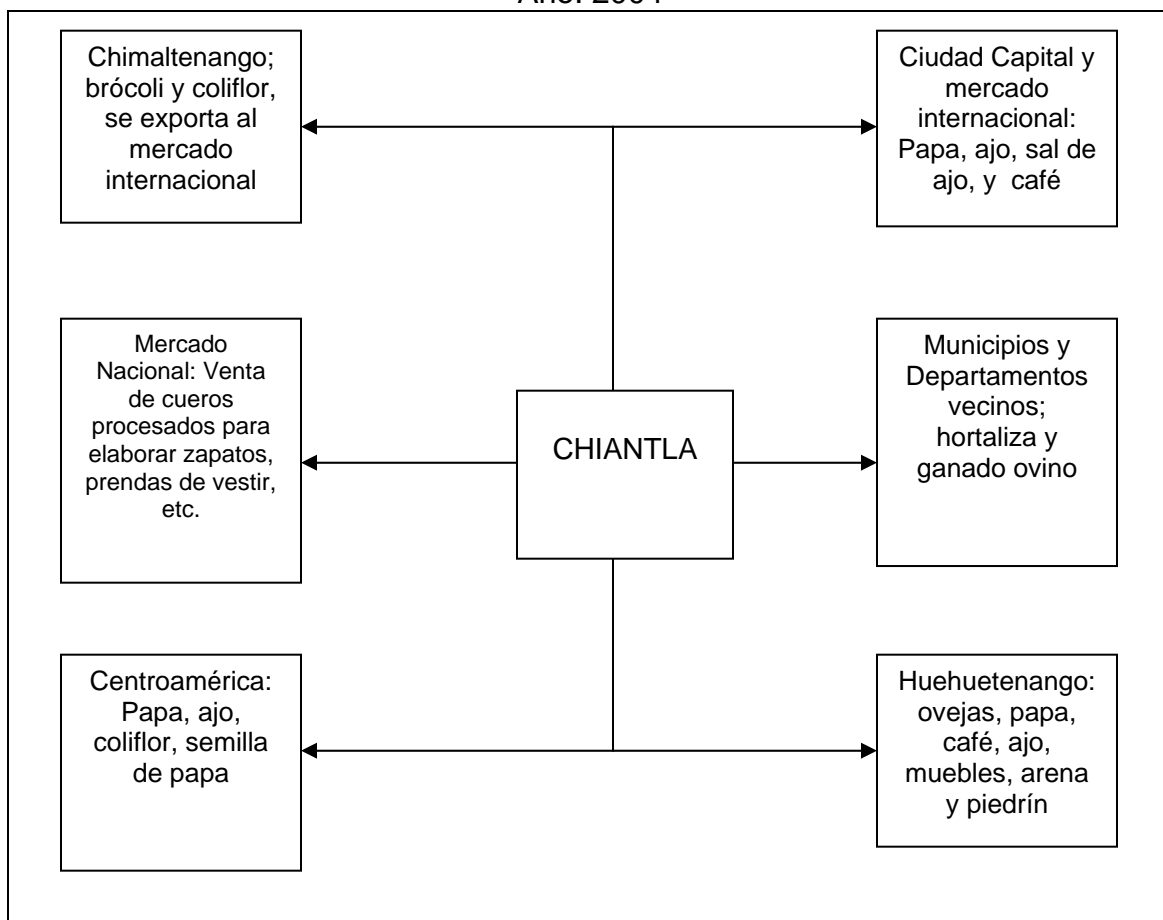 Chimaltenango;
brócoli y coliflor,
se exporta al
mercado
internacional
Ciudad Capital y
mercado
internacional:
Papa, ajo, sal de
ajo, y café
Mercado
Nacional: Venta
de cueros
procesados para
elaborar zapatos,
prendas de vestir,
etc.
CHIANTLA
Municipios y
Departamentos
vecinos;
hortaliza y
ganado ovino
Centroamérica:
Papa, ajo,
coliflor, semilla
de papa
Huehuetenango:
ovejas, papa,
café, ajo,
muebles, arena
y piedrín